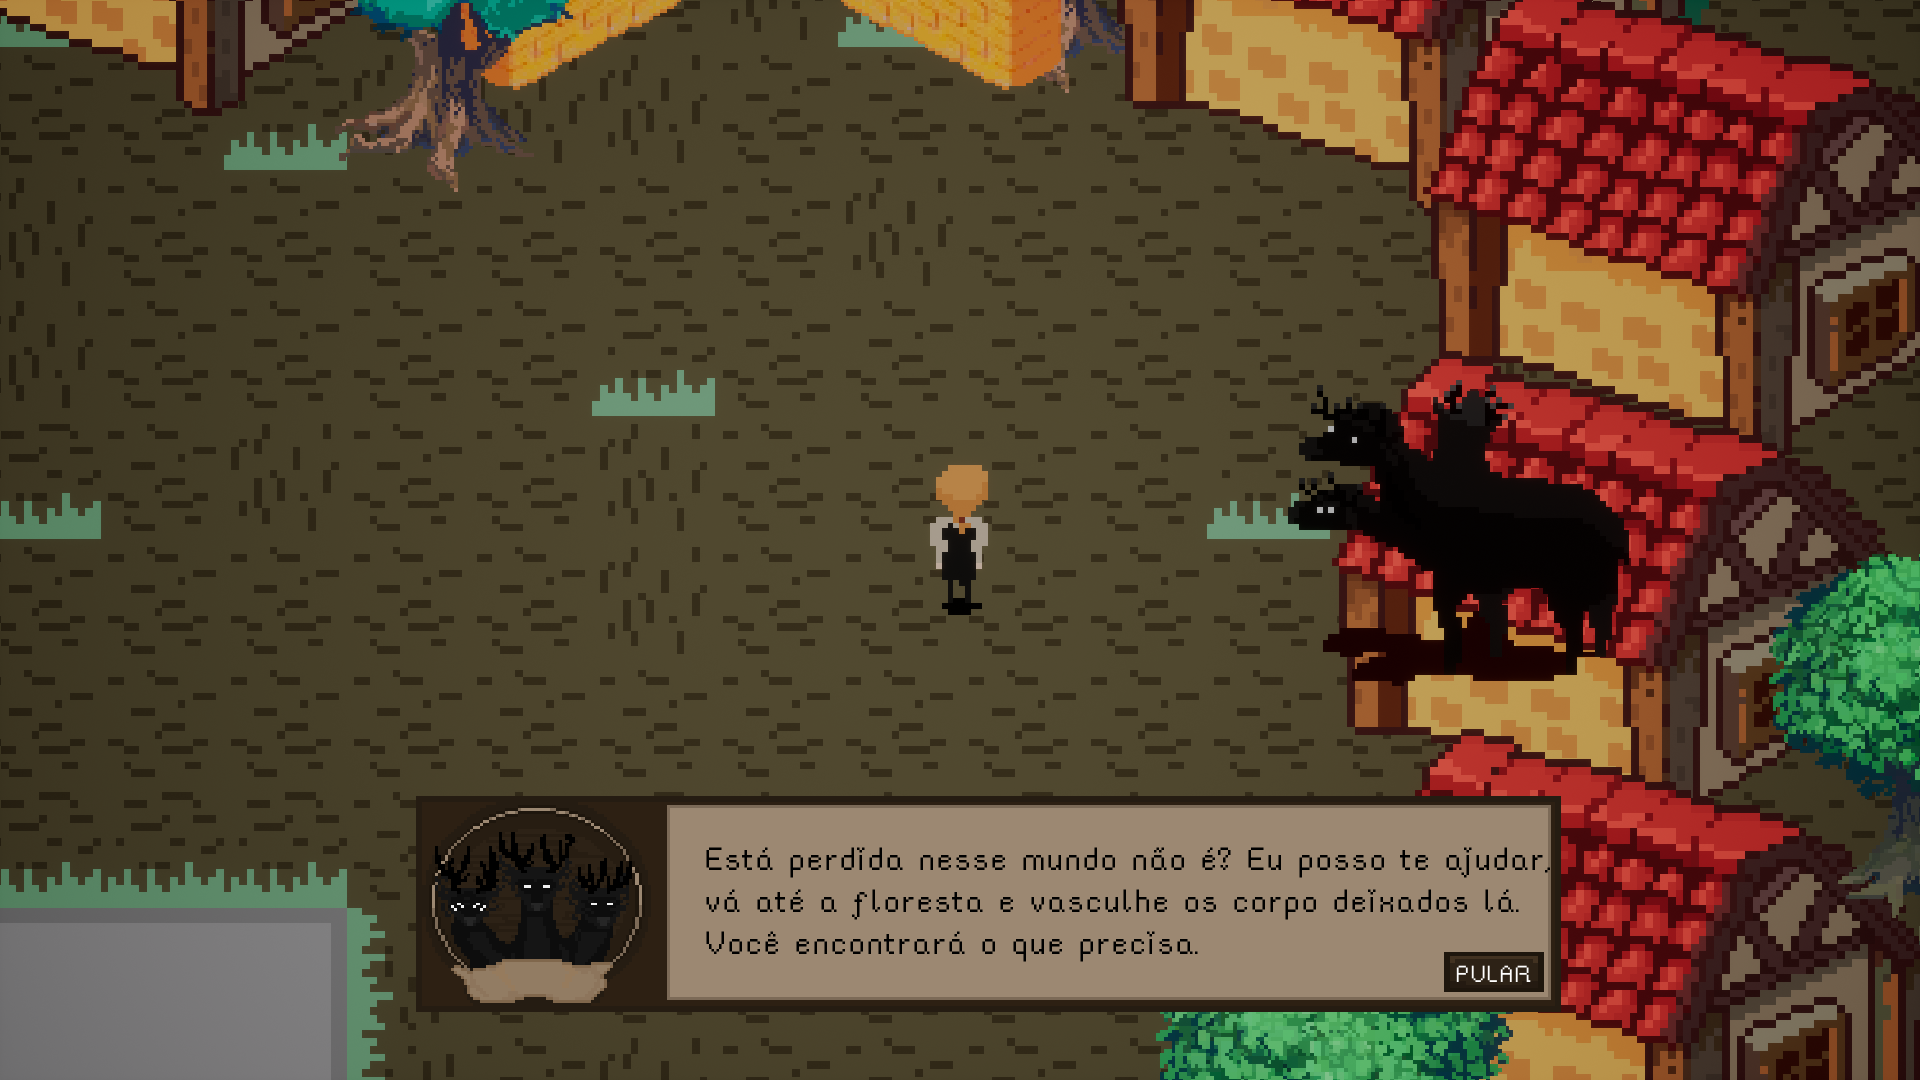 Está perdida nesse mundo não é? Eu posso te ajudar,
vá até a floresta e vasculhe os corpo deixados lá.
Você encontrará o que precisa.
PULAR